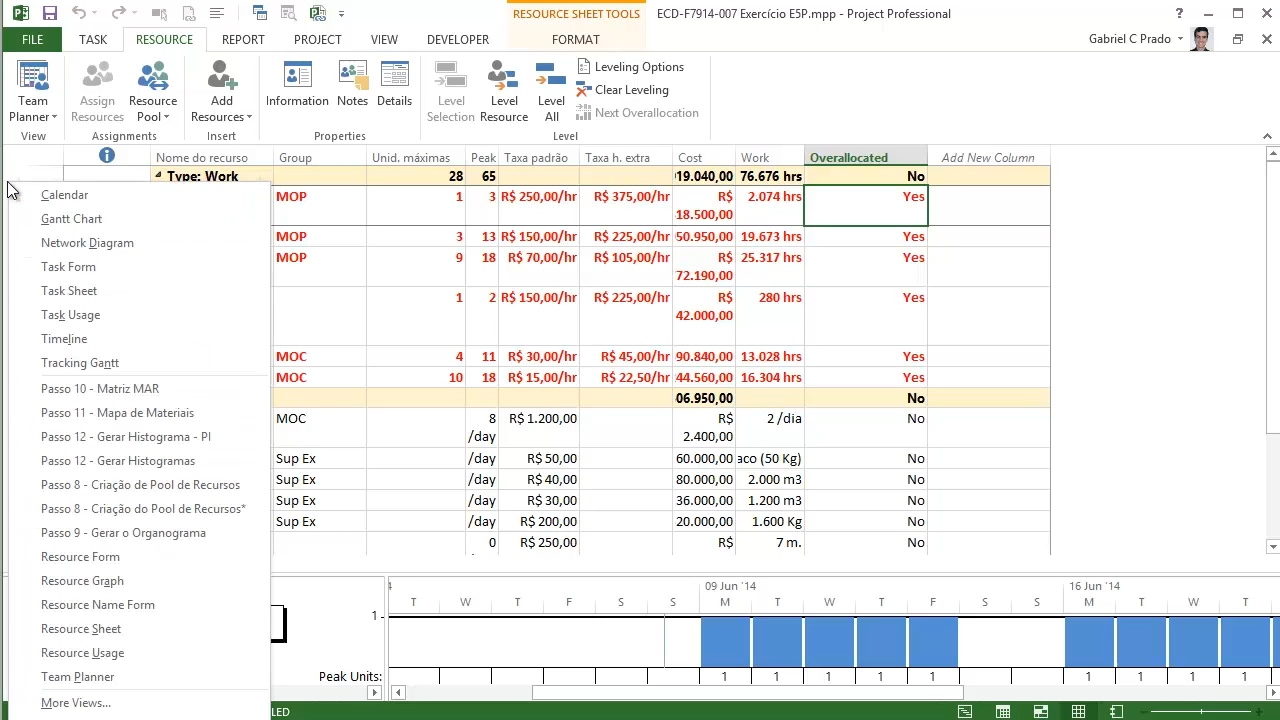 RESOURCE SHEET TOOLS
ECD-F7914-007 Exercício E5P.mpp - Project Professional
FILE TASK RESOURCE REPORT PROJECT VIEW DEVELOPER FORMAT
Gabriel C Prado
Team Planner
Assign Resources
Resource Pool
Add Resources
Information
Notes
Details
Level Selection
Level Resource
Level All
Leveling Options
Clear Leveling
Next Overallocation
View Assignments Insert Properties Level
Nome do recurso Group Unid. máximas Peak Taxa padrão Taxa h. extra Cost Work Overallocated Add New Column
Type: Work 28 65 19.040,00 76.676 hrs No
MOP 1 3 R$ 250,00/hr R$ 375,00/hr R$ 18.500,00 2.074 hrs Yes
MOP 3 13 R$ 150,00/hr R$ 225,00/hr 50.950,00 19.673 hrs Yes
MOP 9 18 R$ 70,00/hr R$ 105,00/hr R$ 72.190,00 25.317 hrs Yes
1 2 R$ 150,00/hr R$ 225,00/hr R$ 42.000,00 280 hrs Yes
MOC 4 11 R$ 30,00/hr R$ 45,00/hr 90.840,00 13.028 hrs Yes
MOC 10 18 R$ 15,00/hr R$ 22,50/hr 44.560,00 16.304 hrs Yes
06.950,00 No
MOC 8 /day R$ 1.200,00 R$ 2.400,00 2 /dia No
Sup Ex /day R$ 50,00 60.000,00 aco (50 Kg) No
Sup Ex /day R$ 40,00 80.000,00 2.000 m3 No
Sup Ex /day R$ 30,00 36.000,00 1.200 m3 No
Sup Ex /day R$ 200,00 20.000,00 1.600 Kg No
0 R$ 250,00 R$ 7 m. No
Calendar
Gantt Chart
Network Diagram
Task Form
Task Sheet
Task Usage
Timeline
Tracking Gantt
Passo 10 - Matriz MAR
Passo 11 - Mapa de Materiais
Passo 12 - Gerar Histograma - PI
Passo 12 - Gerar Histogramas
Passo 8 - Criação de Pool de Recursos
Passo 8 - Criação do Pool de Recursos*
Passo 9 - Gerar o Organograma
Resource Form
Resource Graph
Resource Name Form
Resource Sheet
Resource Usage
Team Planner
More Views...
4 09 Jun '14 16 Jun '14
T W T F S S M T W T F S S M T W T
1
Peak Units: 1 1 1 1 1 1 1 1 1
LED